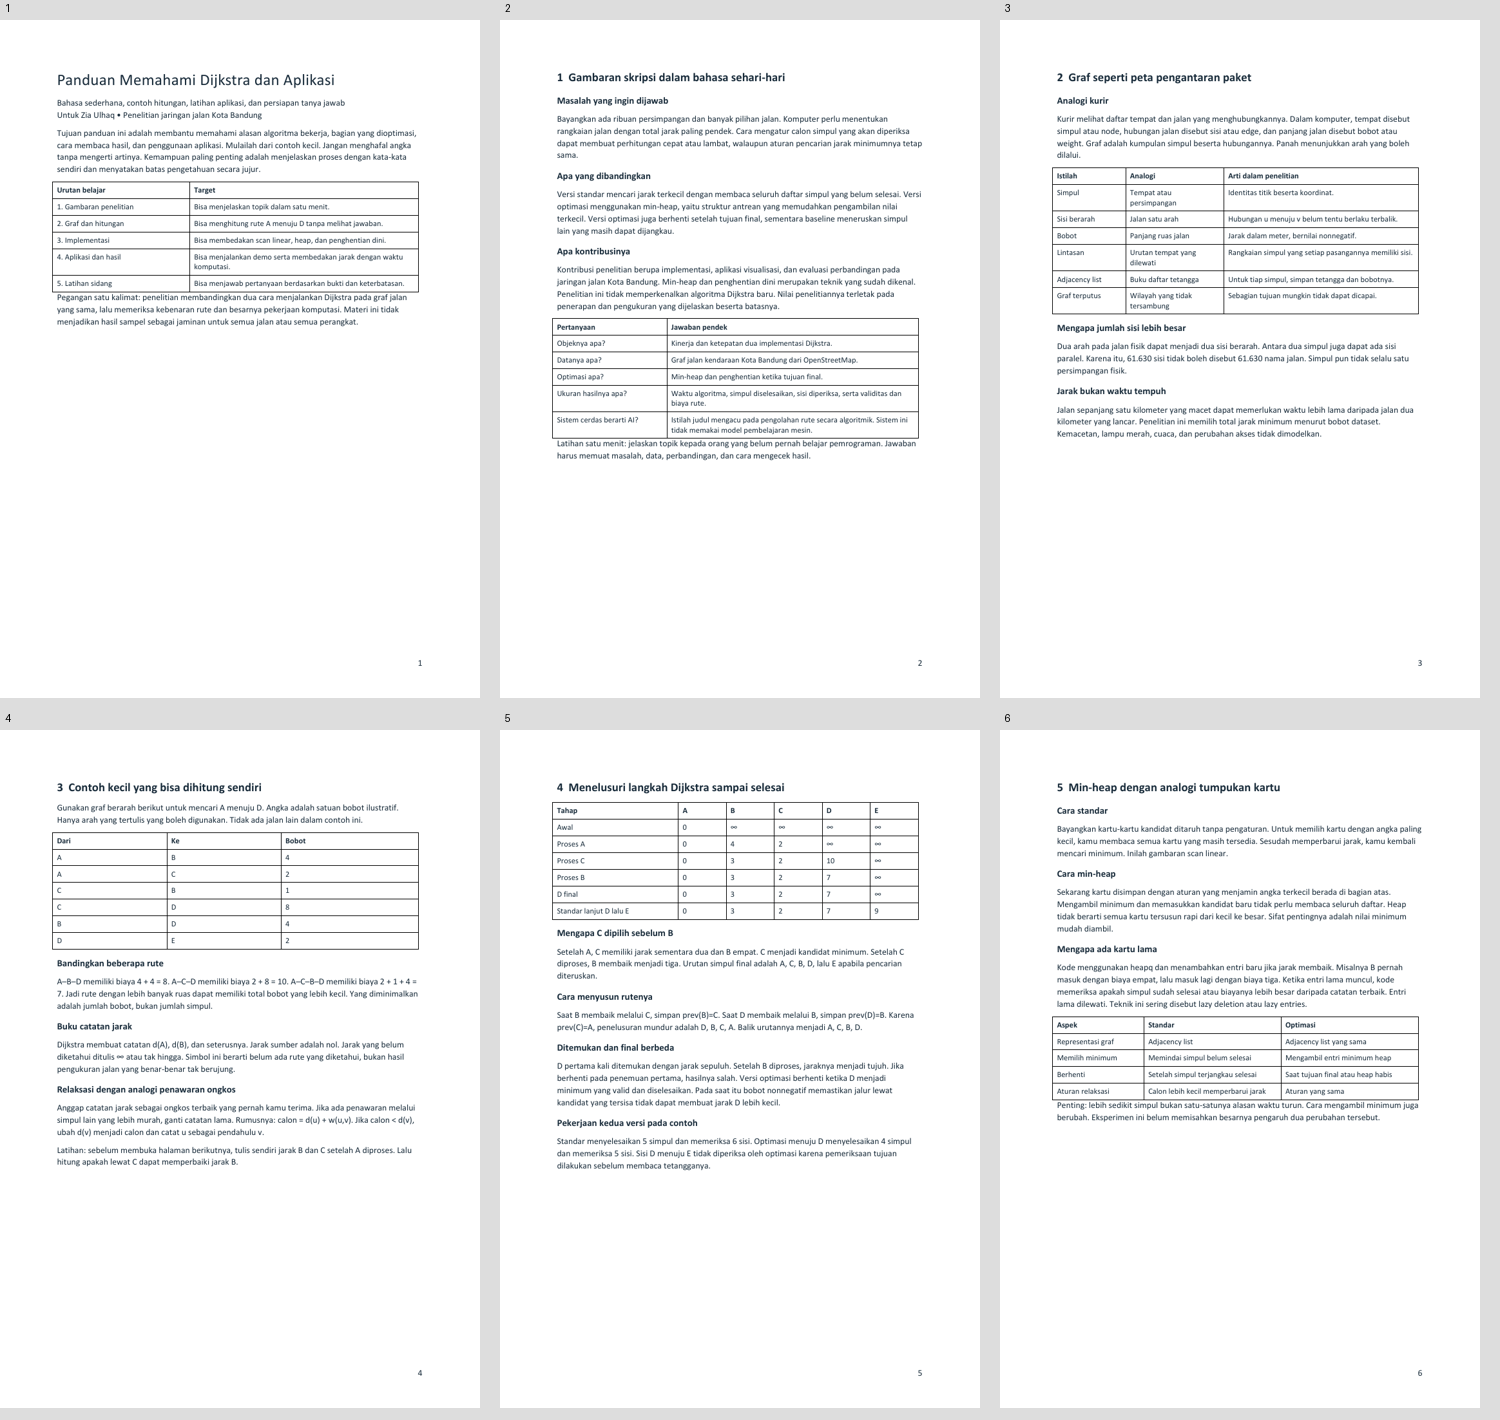 1
Panduan Memahami Dijkstra dan Aplikasi
Bahasa sederhana, contoh hitungan, latihan aplikasi, dan persiapan tanya jawab
Untuk Zia Ulhaq • Penelitian jaringan jalan Kota Bandung
Tujuan panduan ini adalah membantu memahami alasan algoritma bekerja, bagian yang dioptimasi,
cara membaca hasil, dan penggunaan aplikasi. Mulailah dari contoh kecil. Jangan menghafal angka
tanpa mengerti artinya. Kemampuan paling penting adalah menjelaskan proses dengan kata-kata
sendiri dan menyatakan batas pengetahuan secara jujur.
Urutan belajar Target
1. Gambaran penelitian Bisa menjelaskan topik dalam satu menit.
2. Graf dan hitungan Bisa menghitung rute A menuju D tanpa melihat jawaban.
3. Implementasi Bisa membedakan scan linear, heap, dan penghentian dini.
4. Aplikasi dan hasil Bisa menjalankan demo serta membedakan jarak dengan waktu
komputasi.
5. Latihan sidang Bisa menjawab pertanyaan berdasarkan bukti dan keterbatasan.
Pegangan satu kalimat: penelitian membandingkan dua cara menjalankan Dijkstra pada graf jalan
yang sama, lalu memeriksa kebenaran rute dan besarnya pekerjaan komputasi. Materi ini tidak
menjadikan hasil sampel sebagai jaminan untuk semua jalan atau semua perangkat.
1
2
1 Gambaran skripsi dalam bahasa sehari-hari
Masalah yang ingin dijawab
Bayangkan ada ribuan persimpangan dan banyak pilihan jalan. Komputer perlu menentukan
rangkaian jalan dengan total jarak paling pendek. Cara mengatur calon simpul yang akan diperiksa
dapat membuat perhitungan cepat atau lambat, walaupun aturan pencarian jarak minimumnya tetap
sama.
Apa yang dibandingkan
Versi standar mencari jarak terkecil dengan membaca seluruh daftar simpul yang belum selesai. Versi
optimasi menggunakan min-heap, yaitu struktur antrean yang memudahkan pengambilan nilai
terkecil. Versi optimasi juga berhenti setelah tujuan final, sementara baseline meneruskan simpul
lain yang masih dapat dijangkau.
Apa kontribusinya
Kontribusi penelitian berupa implementasi, aplikasi visualisasi, dan evaluasi perbandingan pada
jaringan jalan Kota Bandung. Min-heap dan penghentian dini merupakan teknik yang sudah dikenal.
Penelitian ini tidak memperkenalkan algoritma Dijkstra baru. Nilai penelitiannya terletak pada
penerapan dan pengukuran yang dijelaskan beserta batasnya.
Pertanyaan Jawaban pendek
Objeknya apa? Kinerja dan ketepatan dua implementasi Dijkstra.
Datanya apa? Graf jalan kendaraan Kota Bandung dari OpenStreetMap.
Optimasi apa? Min-heap dan penghentian ketika tujuan final.
Ukuran hasilnya apa? Waktu algoritma, simpul diselesaikan, sisi diperiksa, serta validitas dan
biaya rute.
Sistem cerdas berarti AI? Istilah judul mengacu pada pengolahan rute secara algoritmik. Sistem ini
tidak memakai model pembelajaran mesin.
Latihan satu menit: jelaskan topik kepada orang yang belum pernah belajar pemrograman. Jawaban
harus memuat masalah, data, perbandingan, dan cara mengecek hasil.
2
3
2 Graf seperti peta pengantaran paket
Analogi kurir
Kurir melihat daftar tempat dan jalan yang menghubungkannya. Dalam komputer, tempat disebut
simpul atau node, hubungan jalan disebut sisi atau edge, dan panjang jalan disebut bobot atau
weight. Graf adalah kumpulan simpul beserta hubungannya. Panah menunjukkan arah yang boleh
dilalui.
Istilah Analogi Arti dalam penelitian
Simpul Tempat atau
persimpangan Identitas titik beserta koordinat.
Sisi berarah Jalan satu arah Hubungan u menuju v belum tentu berlaku terbalik.
Bobot Panjang ruas jalan Jarak dalam meter, bernilai nonnegatif.
Lintasan Urutan tempat yang
dilewati Rangkaian simpul yang setiap pasangannya memiliki sisi.
Adjacency list Buku daftar tetangga Untuk tiap simpul, simpan tetangga dan bobotnya.
Graf terputus Wilayah yang tidak
tersambung Sebagian tujuan mungkin tidak dapat dicapai.
Mengapa jumlah sisi lebih besar
Dua arah pada jalan fisik dapat menjadi dua sisi berarah. Antara dua simpul juga dapat ada sisi
paralel. Karena itu, 61.630 sisi tidak boleh disebut 61.630 nama jalan. Simpul pun tidak selalu satu
persimpangan fisik.
Jarak bukan waktu tempuh
Jalan sepanjang satu kilometer yang macet dapat memerlukan waktu lebih lama daripada jalan dua
kilometer yang lancar. Penelitian ini memilih total jarak minimum menurut bobot dataset.
Kemacetan, lampu merah, cuaca, dan perubahan akses tidak dimodelkan.
3
4
3 Contoh kecil yang bisa dihitung sendiri
Gunakan graf berarah berikut untuk mencari A menuju D. Angka adalah satuan bobot ilustratif.
Hanya arah yang tertulis yang boleh digunakan. Tidak ada jalan lain dalam contoh ini.
Dari Ke Bobot
A B 4
A C 2
C B 1
C D 8
B D 4
D E 2
Bandingkan beberapa rute
A–B–D memiliki biaya 4 + 4 = 8. A–C–D memiliki biaya 2 + 8 = 10. A–C–B–D memiliki biaya 2 + 1 + 4 =
7. Jadi rute dengan lebih banyak ruas dapat memiliki total bobot yang lebih kecil. Yang diminimalkan
adalah jumlah bobot, bukan jumlah simpul.
Buku catatan jarak
Dijkstra membuat catatan d(A), d(B), dan seterusnya. Jarak sumber adalah nol. Jarak yang belum
diketahui ditulis ∞ atau tak hingga. Simbol ini berarti belum ada rute yang diketahui, bukan hasil
pengukuran jalan yang benar-benar tak berujung.
Relaksasi dengan analogi penawaran ongkos
Anggap catatan jarak sebagai ongkos terbaik yang pernah kamu terima. Jika ada penawaran melalui
simpul lain yang lebih murah, ganti catatan lama. Rumusnya: calon = d(u) + w(u,v). Jika calon < d(v),
ubah d(v) menjadi calon dan catat u sebagai pendahulu v.
Latihan: sebelum membuka halaman berikutnya, tulis sendiri jarak B dan C setelah A diproses. Lalu
hitung apakah lewat C dapat memperbaiki jarak B.
4
5
4 Menelusuri langkah Dijkstra sampai selesai
Tahap A B C D E
Awal 0 ∞ ∞ ∞ ∞
Proses A 0 4 2 ∞ ∞
Proses C 0 3 2 10 ∞
Proses B 0 3 2 7 ∞
D final 0 3 2 7 ∞
Standar lanjut D lalu E 0 3 2 7 9
Mengapa C dipilih sebelum B
Setelah A, C memiliki jarak sementara dua dan B empat. C menjadi kandidat minimum. Setelah C
diproses, B membaik menjadi tiga. Urutan simpul final adalah A, C, B, D, lalu E apabila pencarian
diteruskan.
Cara menyusun rutenya
Saat B membaik melalui C, simpan prev(B)=C. Saat D membaik melalui B, simpan prev(D)=B. Karena
prev(C)=A, penelusuran mundur adalah D, B, C, A. Balik urutannya menjadi A, C, B, D.
Ditemukan dan final berbeda
D pertama kali ditemukan dengan jarak sepuluh. Setelah B diproses, jaraknya menjadi tujuh. Jika
berhenti pada penemuan pertama, hasilnya salah. Versi optimasi berhenti ketika D menjadi
minimum yang valid dan diselesaikan. Pada saat itu bobot nonnegatif memastikan jalur lewat
kandidat yang tersisa tidak dapat membuat jarak D lebih kecil.
Pekerjaan kedua versi pada contoh
Standar menyelesaikan 5 simpul dan memeriksa 6 sisi. Optimasi menuju D menyelesaikan 4 simpul
dan memeriksa 5 sisi. Sisi D menuju E tidak diperiksa oleh optimasi karena pemeriksaan tujuan
dilakukan sebelum membaca tetangganya.
5
6
5 Min-heap dengan analogi tumpukan kartu
Cara standar
Bayangkan kartu-kartu kandidat ditaruh tanpa pengaturan. Untuk memilih kartu dengan angka paling
kecil, kamu membaca semua kartu yang masih tersedia. Sesudah memperbarui jarak, kamu kembali
mencari minimum. Inilah gambaran scan linear.
Cara min-heap
Sekarang kartu disimpan dengan aturan yang menjamin angka terkecil berada di bagian atas.
Mengambil minimum dan memasukkan kandidat baru tidak perlu membaca seluruh daftar. Heap
tidak berarti semua kartu tersusun rapi dari kecil ke besar. Sifat pentingnya adalah nilai minimum
mudah diambil.
Mengapa ada kartu lama
Kode menggunakan heapq dan menambahkan entri baru jika jarak membaik. Misalnya B pernah
masuk dengan biaya empat, lalu masuk lagi dengan biaya tiga. Ketika entri lama muncul, kode
memeriksa apakah simpul sudah selesai atau biayanya lebih besar daripada catatan terbaik. Entri
lama dilewati. Teknik ini sering disebut lazy deletion atau lazy entries.
Aspek Standar Optimasi
Representasi graf Adjacency list Adjacency list yang sama
Memilih minimum Memindai simpul belum selesai Mengambil entri minimum heap
Berhenti Setelah simpul terjangkau selesai Saat tujuan final atau heap habis
Aturan relaksasi Calon lebih kecil memperbarui jarak Aturan yang sama
Penting: lebih sedikit simpul bukan satu-satunya alasan waktu turun. Cara mengambil minimum juga
berubah. Eksperimen ini belum memisahkan besarnya pengaruh dua perubahan tersebut.
6